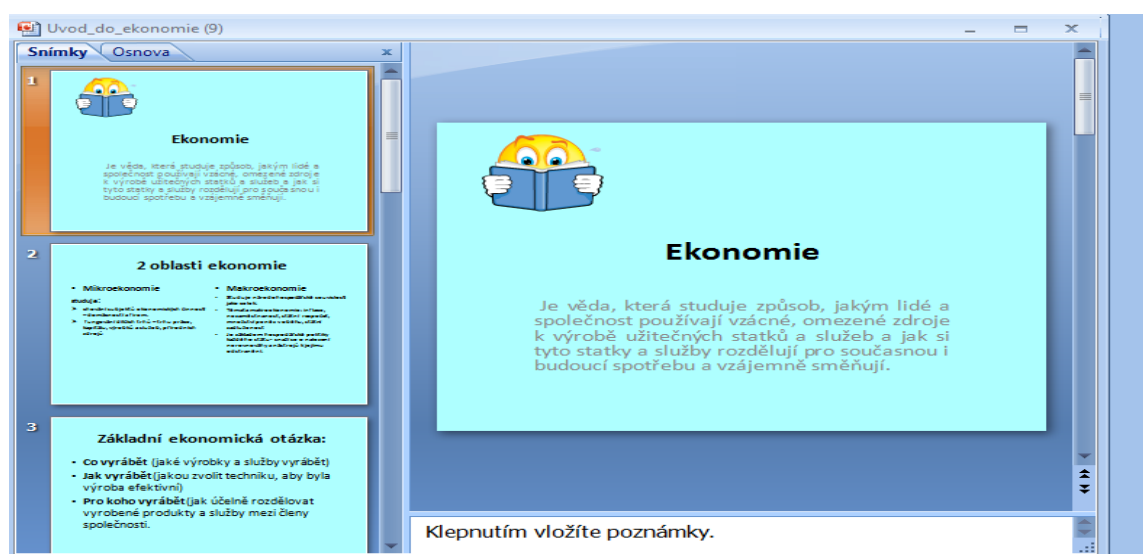 Uvod_do_ekonomie (9)
Snímky Osnova
1
Ekonomie
Je věda, která studuje způsob, jakým lidé a
společnost používají vzácné, omezené zdroje
k výrobě užitečných statků a služeb a jak si
tyto statky a služby rozdělují pro současnou i
budoucí spotřebu a vzájemně směňují.
2
2 oblasti ekonomie
• Mikroekonomie
studuje:
• Makroekonomie
3
Základní ekonomická otázka:
• Co vyrábět (jaké výrobky a služby vyrábět)
• Jak vyrábět(jakou zvolit techniku, aby byla
výroba efektivní)
• Pro koho vyrábět(jak účelně rozdělovat
vyrobené produkty a služby mezi členy
společnosti.
Ekonomie
Je věda, která studuje způsob, jakým lidé a
společnost používají vzácné, omezené zdroje
k výrobě užitečných statků a služeb a jak si
tyto statky a služby rozdělují pro současnou i
budoucí spotřebu a vzájemně směňují.
Klepnutím vložíte poznámky.